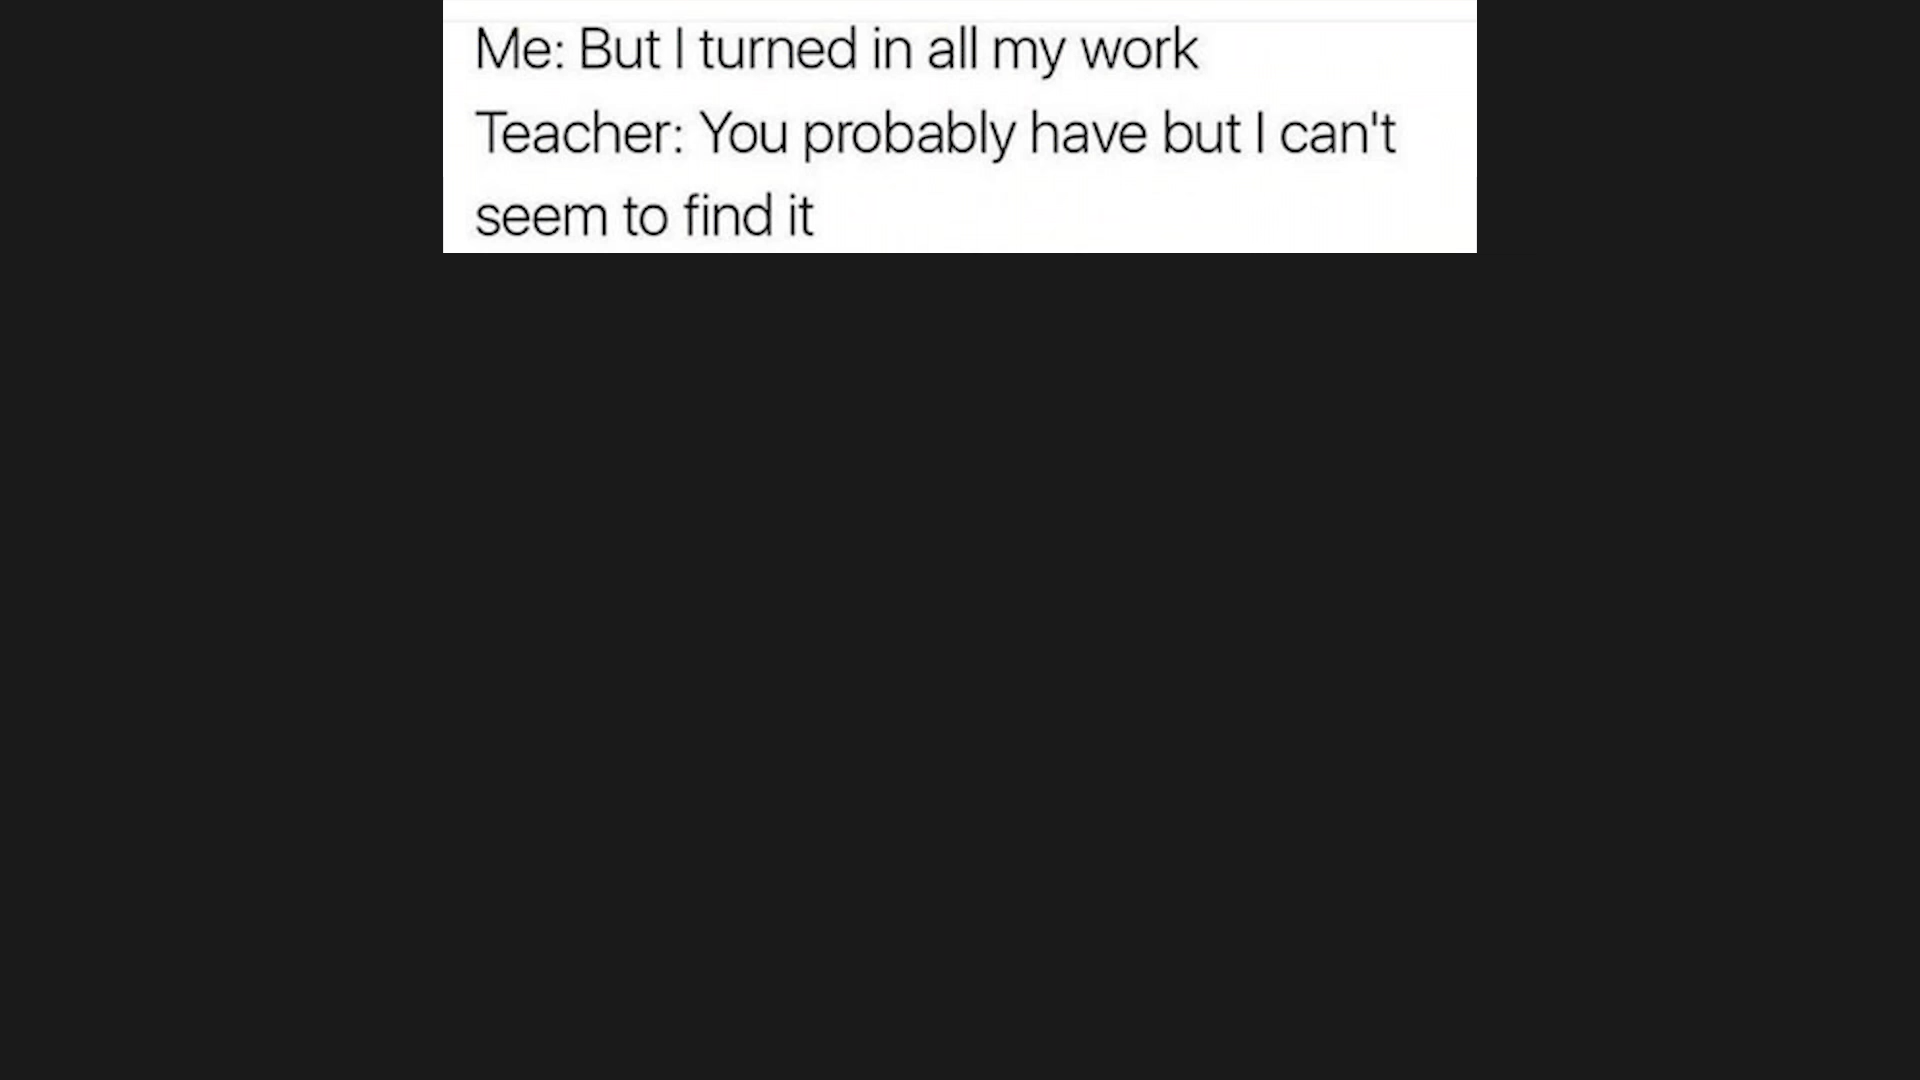 Me: But I turned in all my work
Teacher: You probably have but I can't
seem to find it